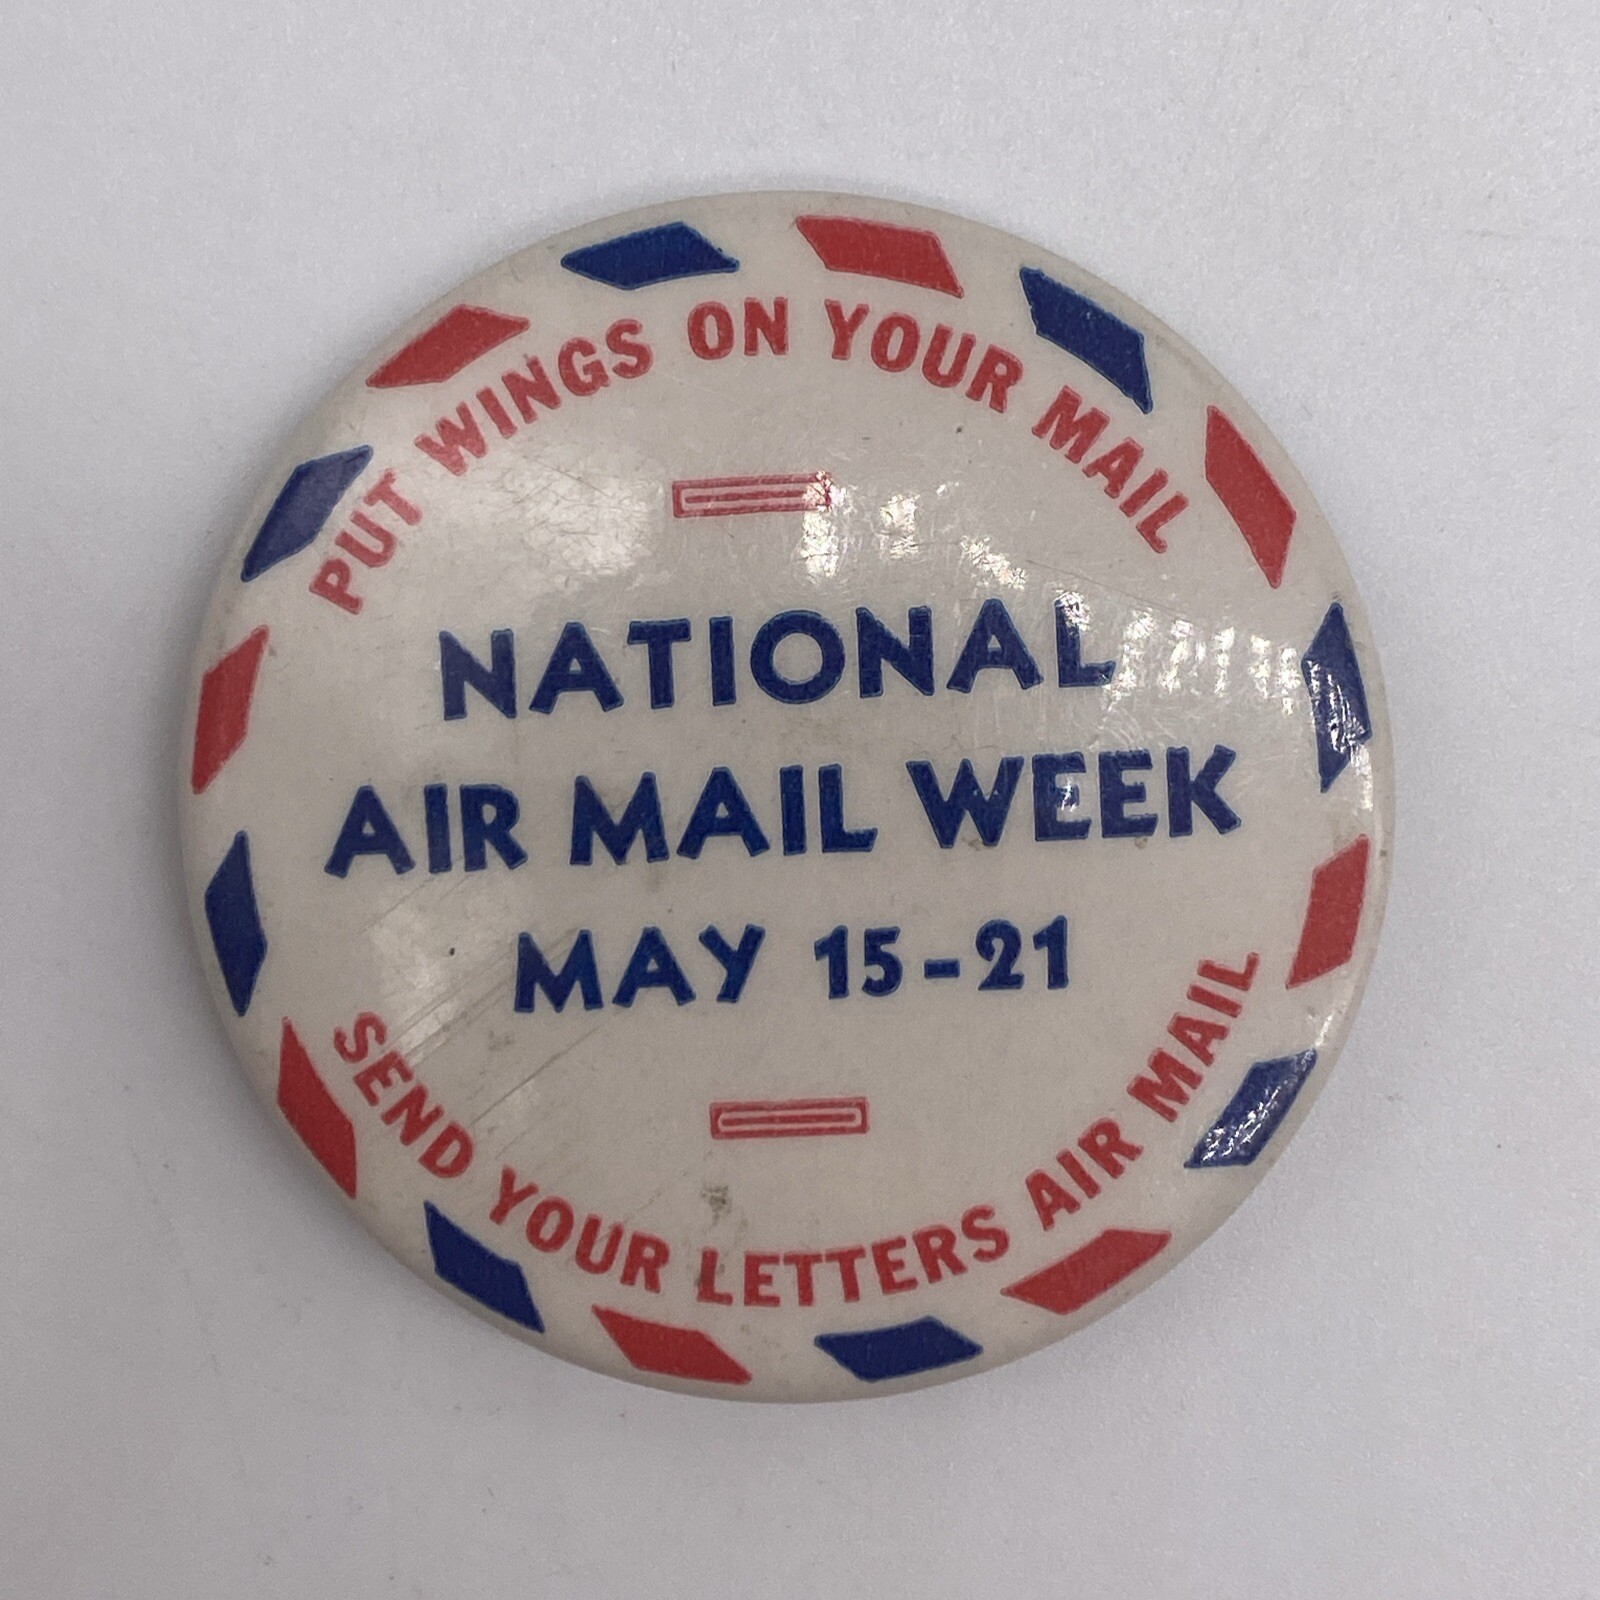 PUT WINGS ON YOUR MAIL
NATIONAL
AIR MAIL WEEK
MAY 15-21
SEND YOUR LETTERS AIR MAIL